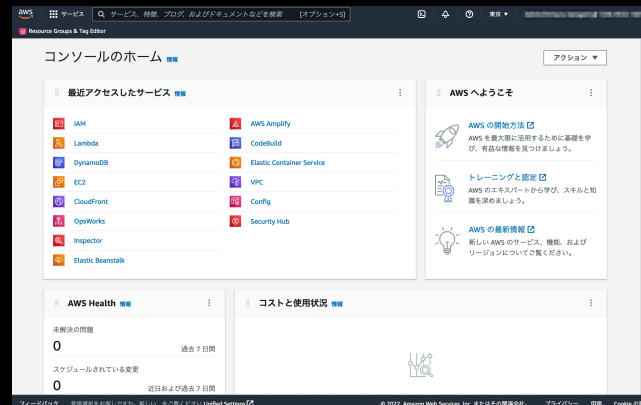 aws
サービス
サービス、特徴、ブログ、およびドキュメントなどを検索
[オプション+S]
東京 ▼
Resource Groups & Tag Editor
コンソールのホーム 情報
アクション ▼
最近アクセスしたサービス 情報
IAM
Lambda
DynamoDB
EC2
CloudFront
OpsWorks
Inspector
Elastic Beanstalk
AWS Amplify
CodeBuild
Elastic Container Service
VPC
Config
Security Hub
AWS へようこそ
AWS の開始方法
AWS を最大限に活用するために基礎を学
び、有益な情報を見つけましょう。
トレーニングと認定
AWS のエキスパートから学び、スキルと知
識を深めましょう。
AWS の最新情報
新しい AWS のサービス、機能、および
リージョンについてご覧ください。
AWS Health 情報
未解決の問題
0
過去 7 日間
スケジュールされている変更
0
近日および過去 7 日間
コストと使用状況 情報
フィードバック
をご覧ください Unified Settings
© 2022, Amazon Web Services, Inc. またはその関連会社。
プライバシー
用語
Cookie の